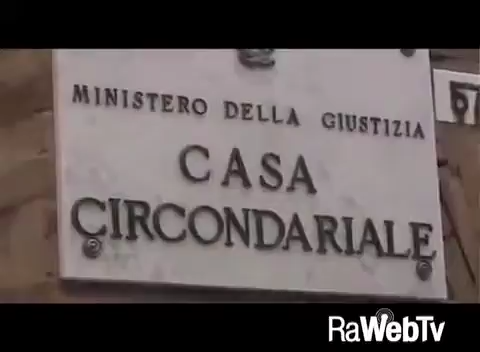 MINISTERO DELLA GIUSTIZIA
CASA
CIRCONDARIALE
RaWebTv